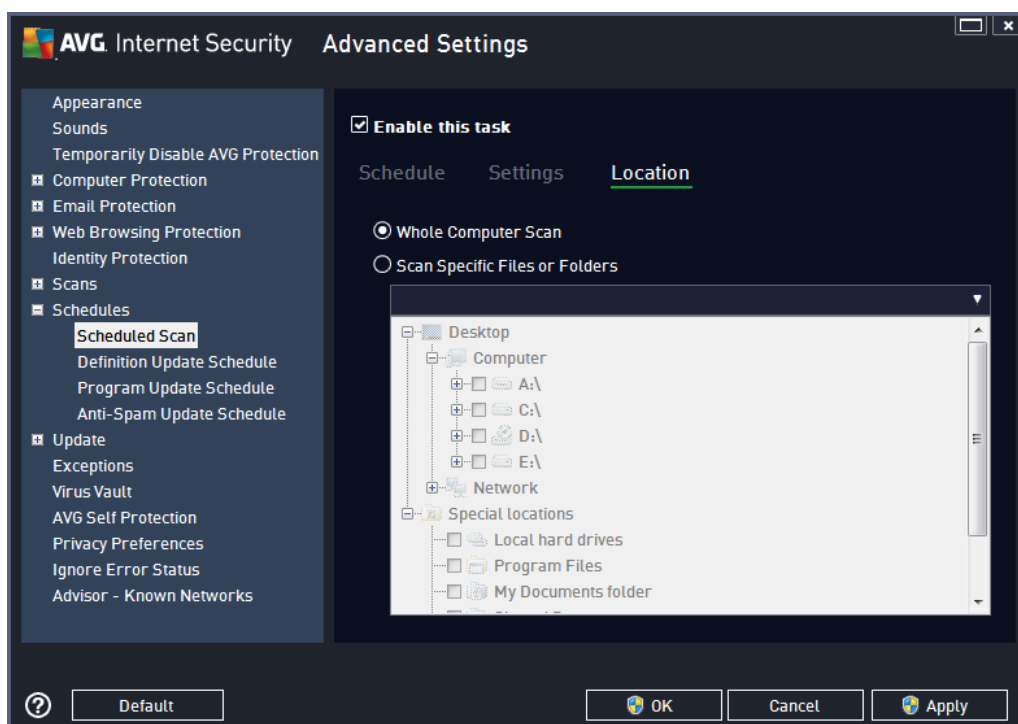 AVG. Internet Security Advanced Settings
Appearance
Sounds
Temporarily Disable AVG Protection
Computer Protection
Email Protection
Web Browsing Protection
Identity Protection
Scans
Schedules
Scheduled Scan
Definition Update Schedule
Program Update Schedule
Anti-Spam Update Schedule
Update
Exceptions
Virus Vault
AVG Self Protection
Privacy Preferences
Ignore Error Status
Advisor - Known Networks
Enable this task
Schedule Settings Location
Whole Computer Scan
Scan Specific Files or Folders
Desktop
Computer
A:\
C:\
D:\
E:\
Network
Special locations
Local hard drives
Program Files
My Documents folder
? Default OK Cancel Apply